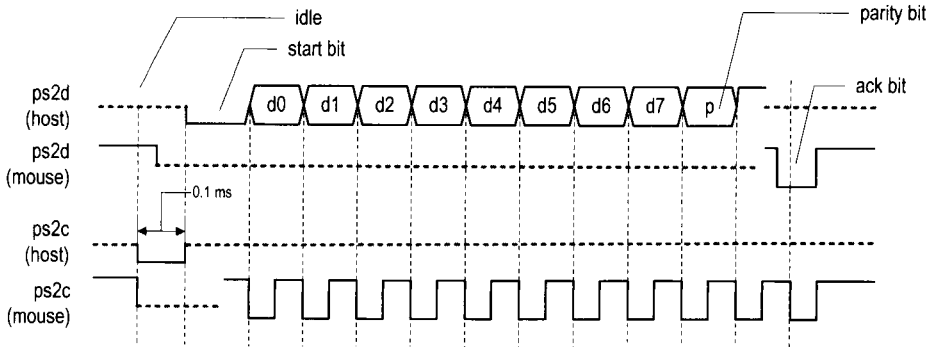 idle
parity bit
start bit
ack bit
ps2d
(host)
d0 d1 d2 d3 d4 d5 d6 d7 p
ps2d
(mouse)
0.1 ms
ps2c
(host)
ps2c
(mouse)